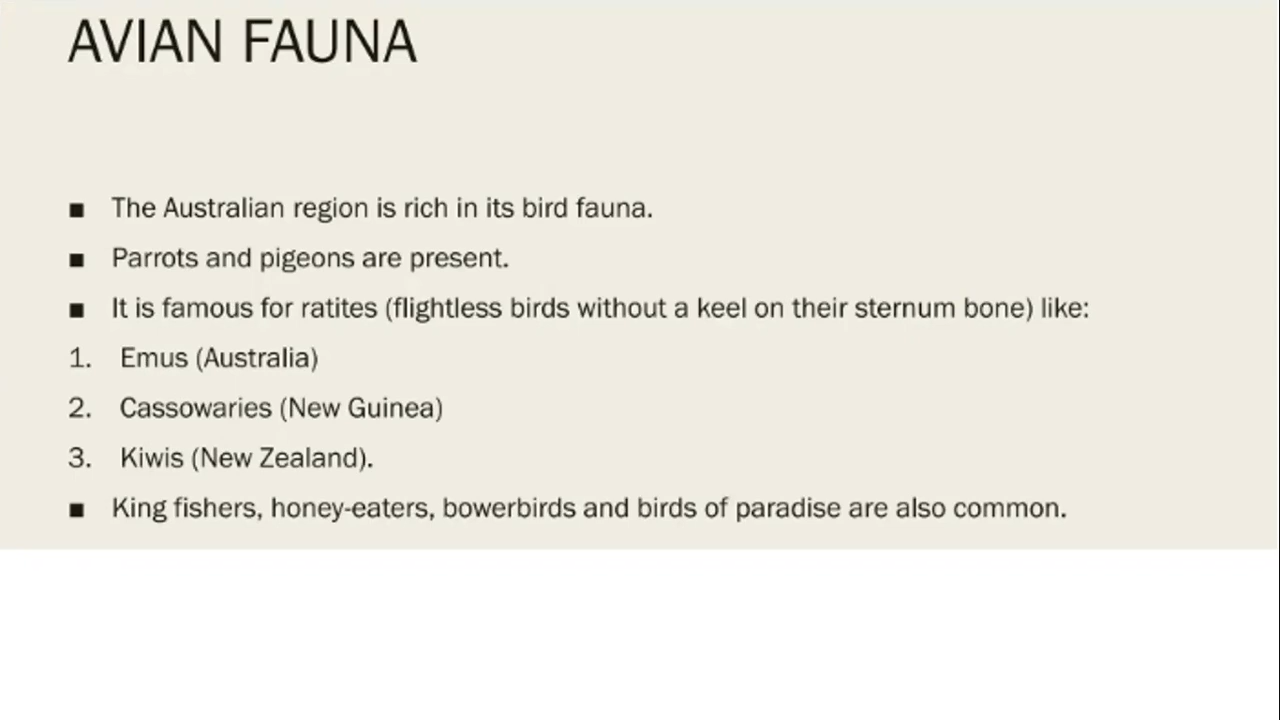 AVIAN FAUNA
■ The Australian region is rich in its bird fauna.
■ Parrots and pigeons are present.
■ It is famous for ratites (flightless birds without a keel on their sternum bone) like:
1. Emus (Australia)
2. Cassowaries (New Guinea)
3. Kiwis (New Zealand).
■ King fishers, honey-eaters, bowerbirds and birds of paradise are also common.